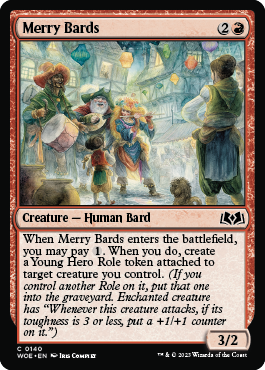 Merry Bards 2
Creature — Human Bard
When Merry Bards enters the battlefield,
you may pay 1. When you do, create
a Young Hero Role token attached to
target creature you control. (If you
control another Role on it, put that one
into the graveyard. Enchanted creature
has “Whenever this creature attacks, if its
toughness is 3 or less, put a +1/+1 counter
on it.”)
3/2
C 0140
WOE • EN Iris Compiet
™ & © 2023 Wizards of the Coast